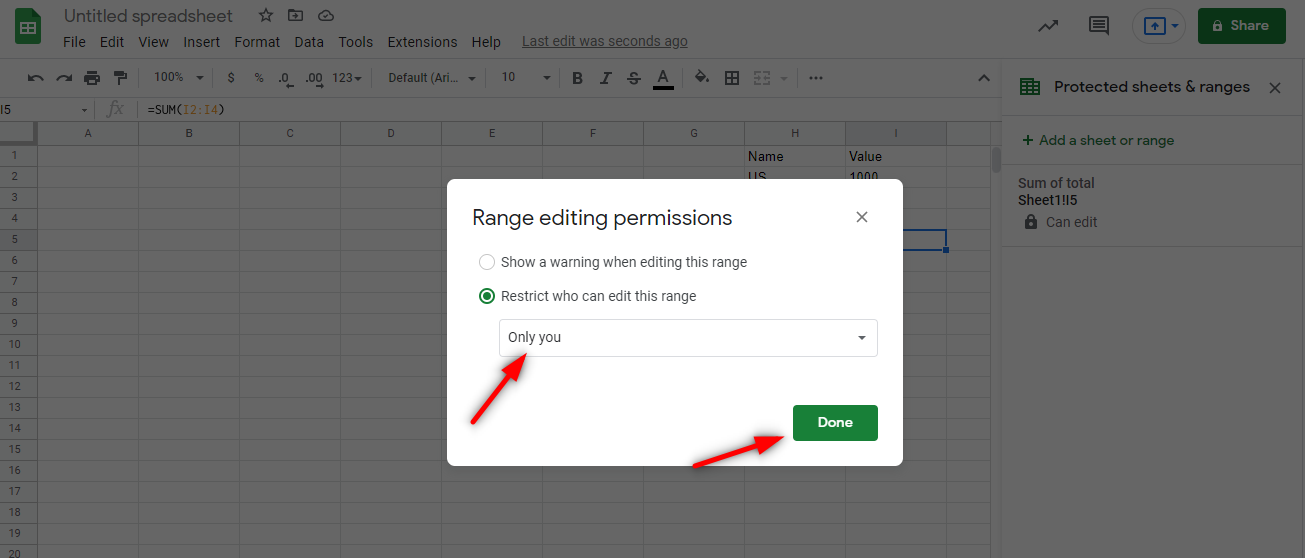 Untitled spreadsheet
File Edit View Insert Format Data Tools Extensions Help Last edit was seconds ago
Share
100% $ % .0 .00 123 Default (Ari... 10 B I S A
I5 fx =SUM(I2:I4)
Protected sheets & ranges
+ Add a sheet or range
Sum of total
Sheet1!I5
Can edit
A B C D E F G H I
1 Name Value
2 US 1000
3
4
5
6
7
8
9
10
11
12
13
14
15
16
17
18
19
20
Range editing permissions
Show a warning when editing this range
Restrict who can edit this range
Only you
Done